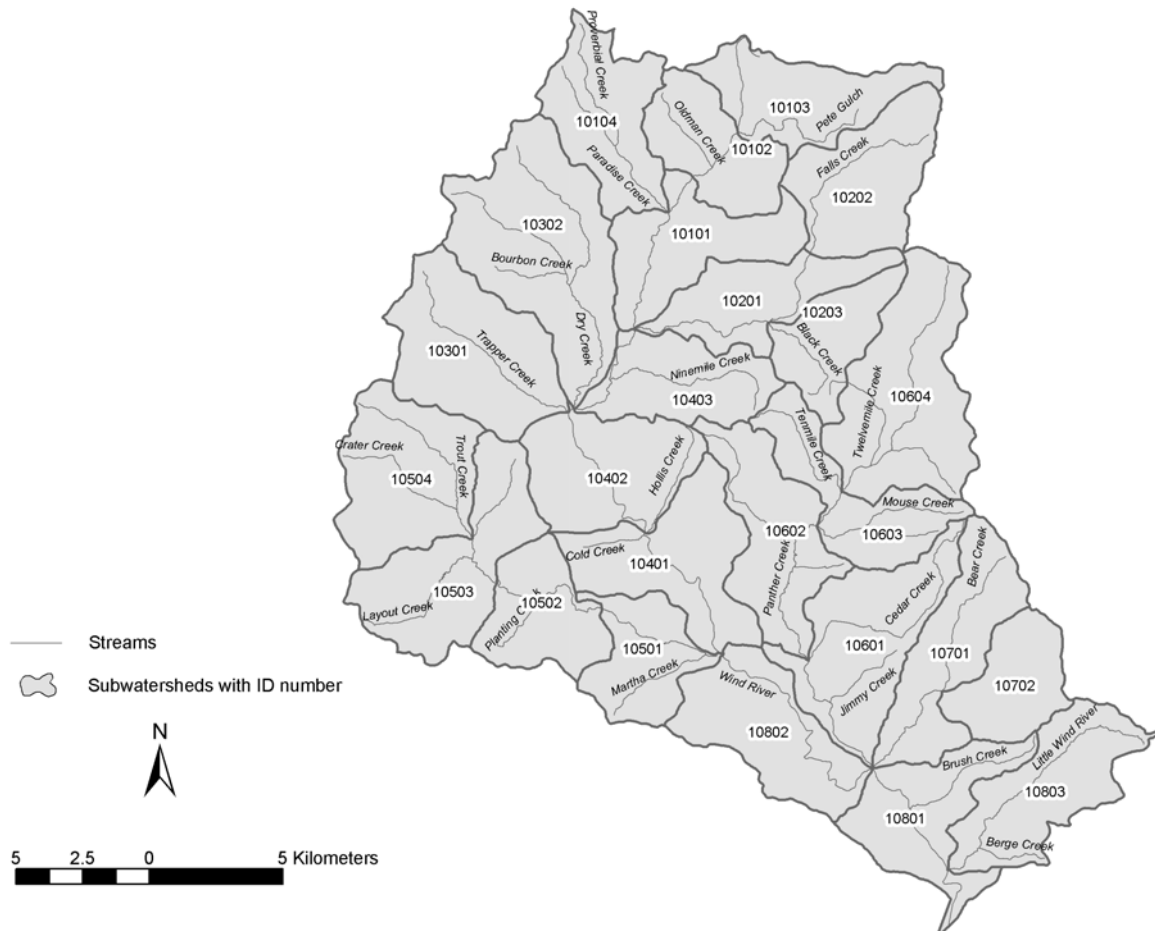 Proverbial Creek
10103
Pete Gulch
Oldman Creek
10104
10102
Falls Creek
Paradise Creek
10202
10302
10101
Bourbon Creek
10201
10203
Dry Creek
Black Creek
10301
Trapper Creek
Ninemile Creek
10403
10604
Twelvemile Creek
Tenmile Creek
Crater Creek
Trout Creek
10504
10402
Hollis Creek
Mouse Creek
10602
10603
Cold Creek
10401
Bear Creek
Panther Creek
Cedar Creek
10503
10502
Layout Creek
Planting Creek
10501
10601
10701
Martha Creek
Wind River
Jimmy Creek
10702
10802
Little Wind River
Brush Creek
10803
10801
Berge Creek
Streams
Subwatersheds with ID number
N
5 2.5 0 5 Kilometers